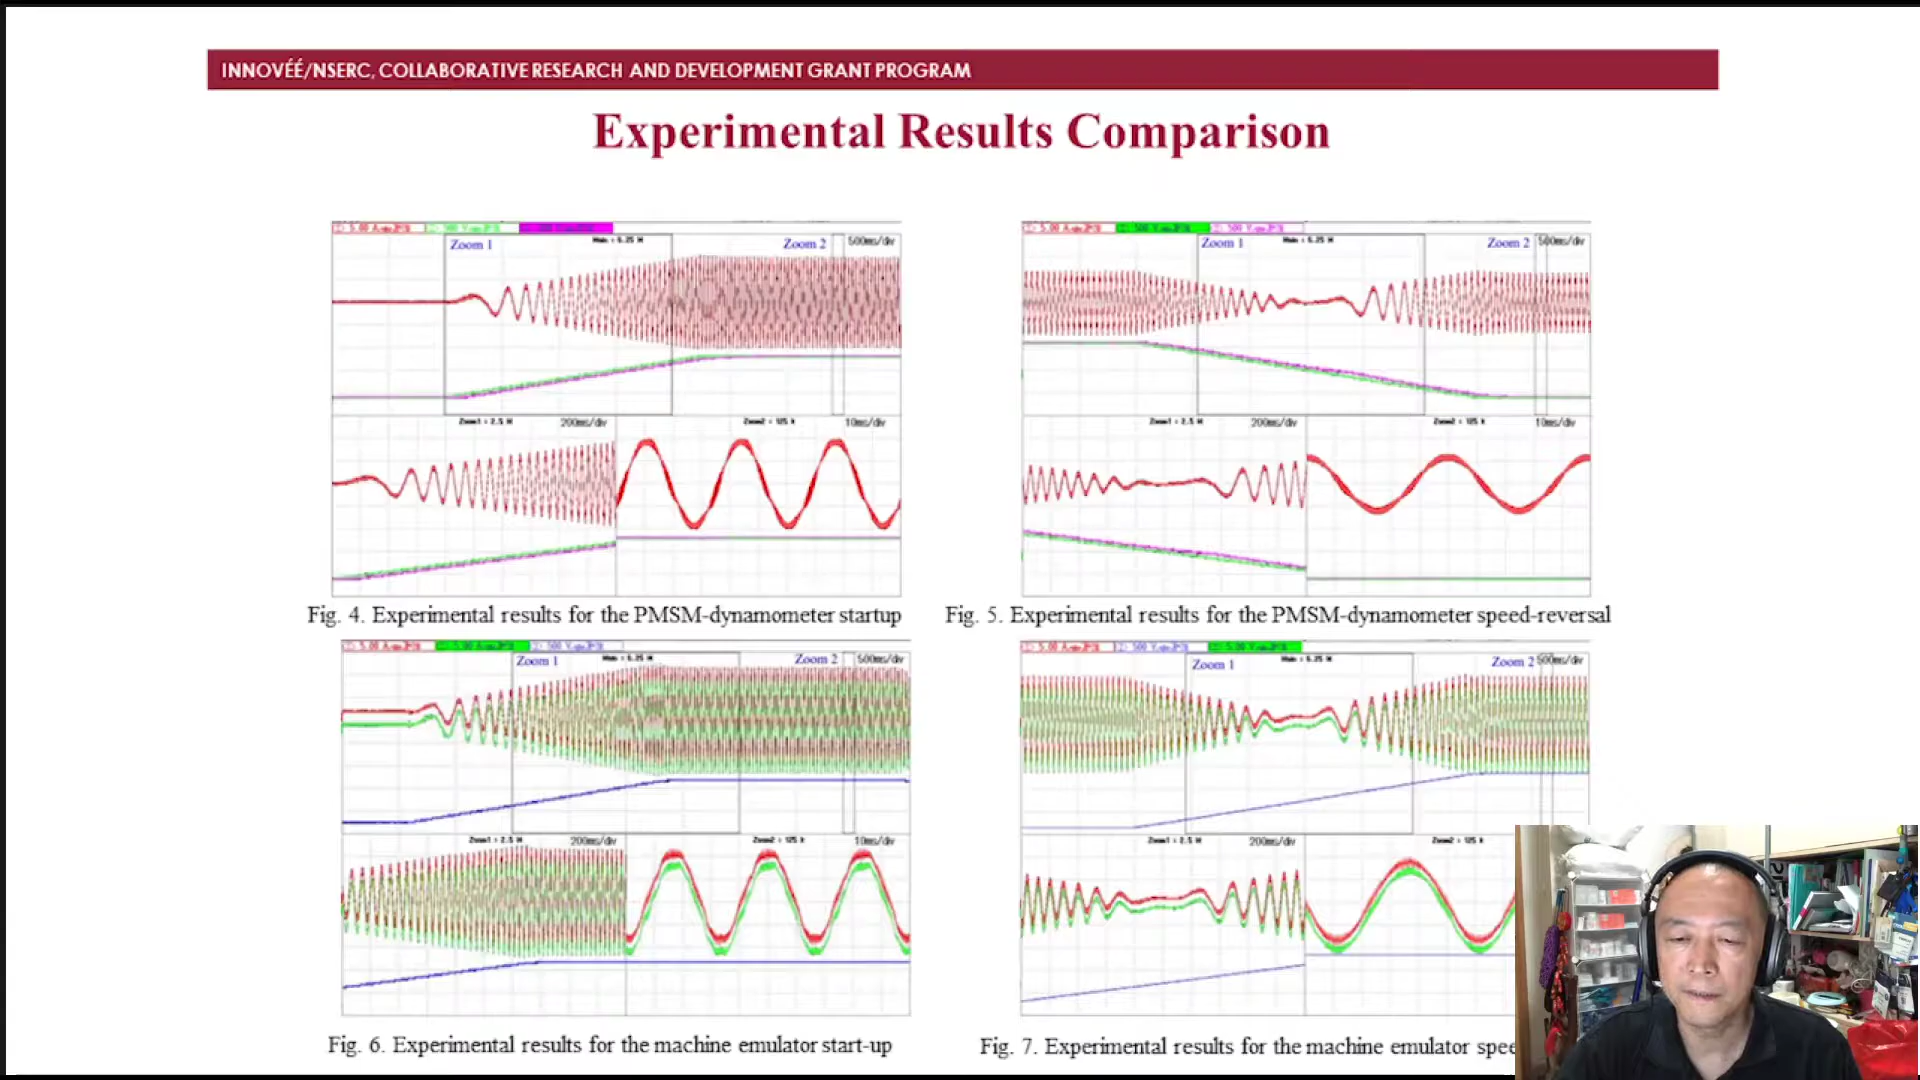 INNOVÉÉ/NSERC, COLLABORATIVE RESEARCH AND DEVELOPMENT GRANT PROGRAM
Experimental Results Comparison
Zoom 1
Zoom 2
500ms/div
200ms/div
10ms/div
Fig. 4. Experimental results for the PMSM-dynamometer startup
Zoom 1
Zoom 2
500ms/div
200ms/div
10ms/div
Fig. 5. Experimental results for the PMSM-dynamometer speed-reversal
Zoom 1
Zoom 2
500ms/div
200ms/div
10ms/div
Fig. 6. Experimental results for the machine emulator start-up
Zoom 1
Zoom 2
500ms/div
200ms/div
Fig. 7. Experimental results for the machine emulator spee